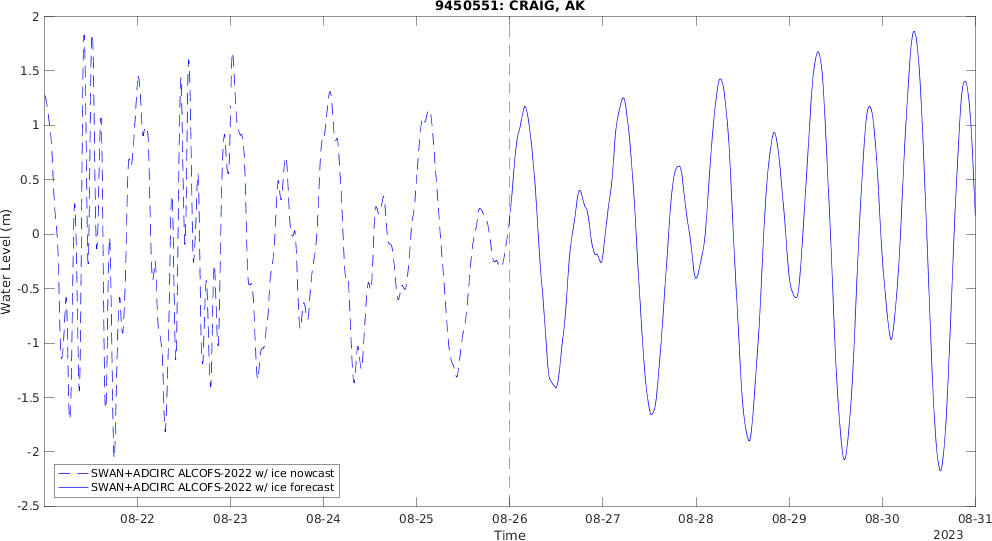 9450551: CRAIG, AK
2
1.5
1
0.5
0
-0.5
-1
-1.5
-2
-2.5
Water Level (m)
SWAN+ADCIRC ALCOFS-2022 w/ ice nowcast
SWAN+ADCIRC ALCOFS-2022 w/ ice forecast
08-22 08-23 08-24 08-25 08-26 08-27 08-28 08-29 08-30 08-31
Time
2023